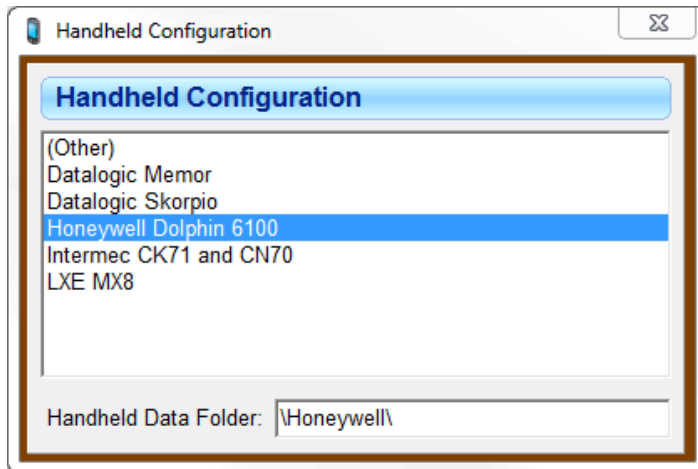 Handheld Configuration
Handheld Configuration
(Other)
Datalogic Memor
Datalogic Skorpio
Honeywell Dolphin 6100
Intermec CK71 and CN70
LXE MX8
Handheld Data Folder: \Honeywell\